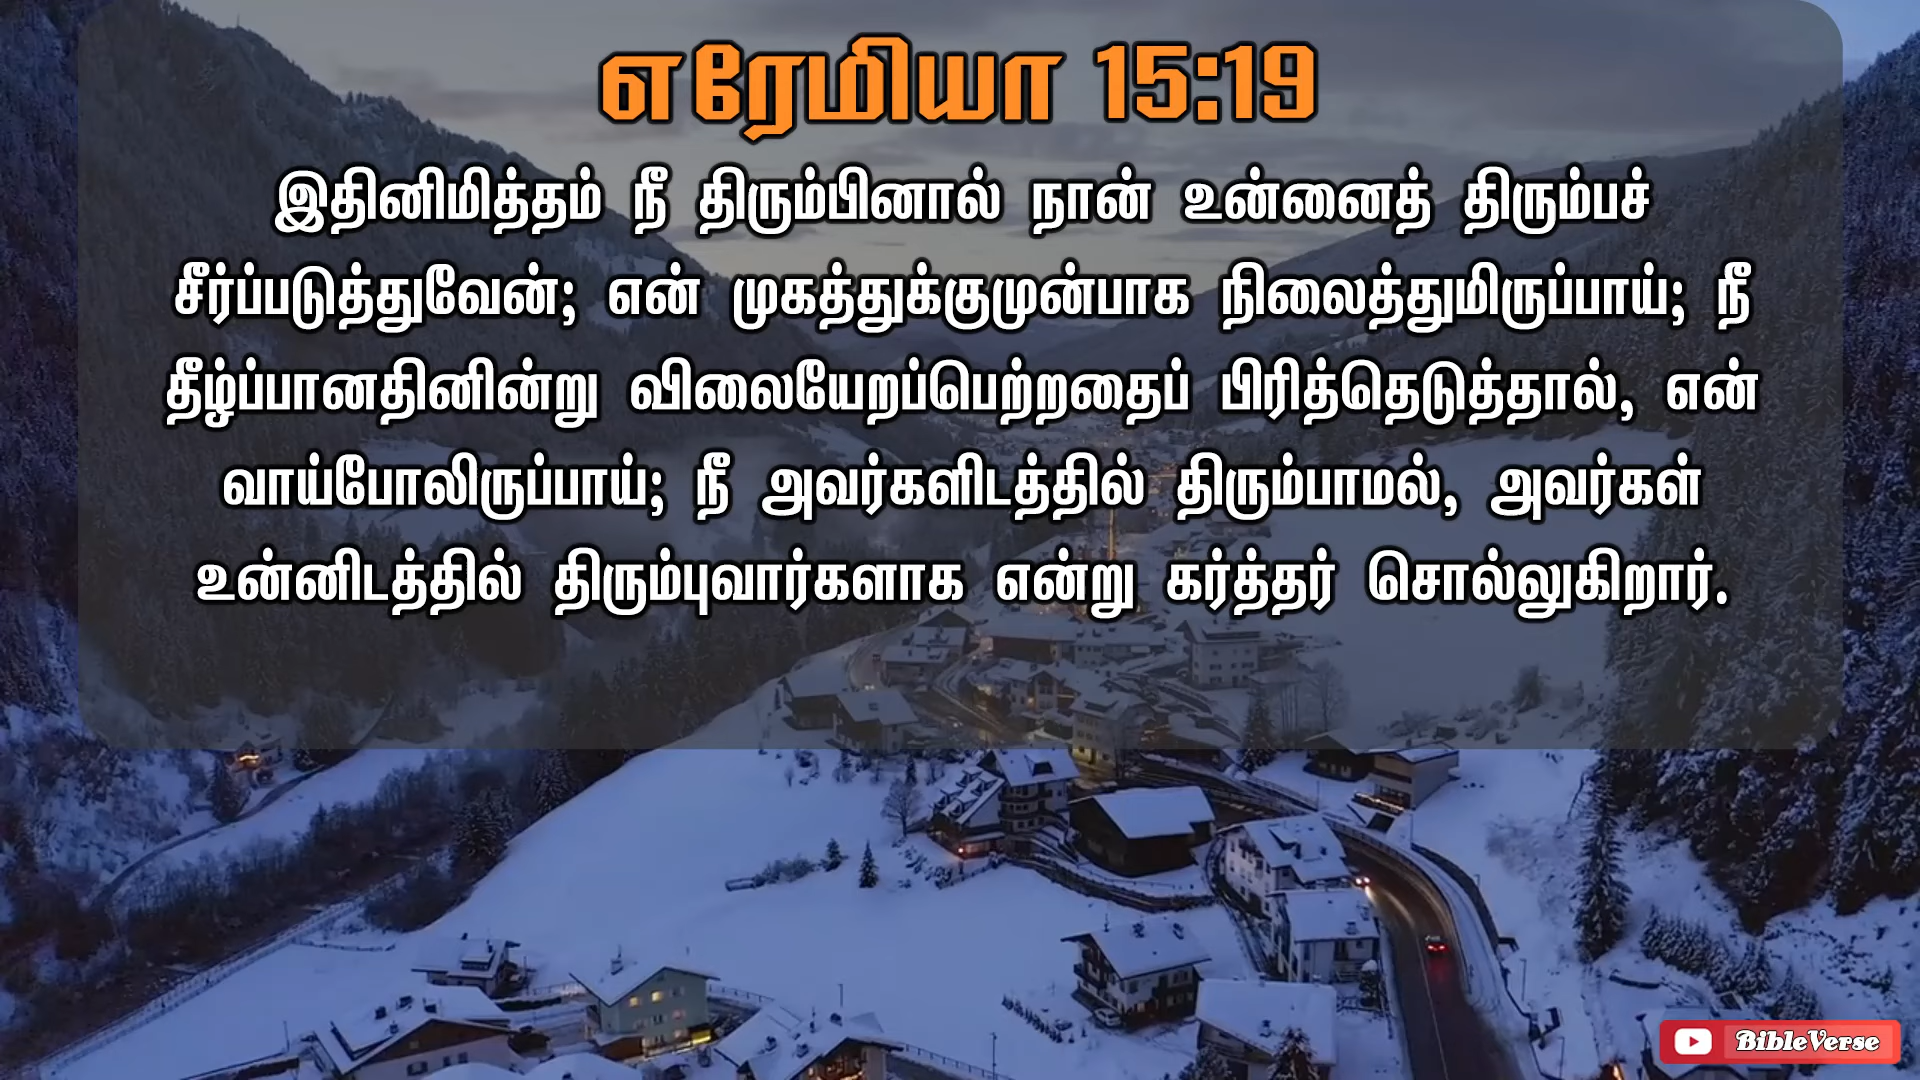 எரேமியா 15:19
இதினிமித்தம் நீ திரும்பினால் நான் உன்னைத் திரும்பச்
சீர்ப்படுத்துவேன்; என் முகத்துக்குமுன்பாக நிலைத்துமிருப்பாய்; நீ
தீழ்ப்பானதினின்று விலையேறப்பெற்றதைப் பிரித்தெடுத்தால், என்
வாய்போலிருப்பாய்; நீ அவர்களிடத்தில் திரும்பாமல், அவர்கள்
உன்னிடத்தில் திரும்புவார்களாக என்று கர்த்தர் சொல்லுகிறார்.
BibleVerse